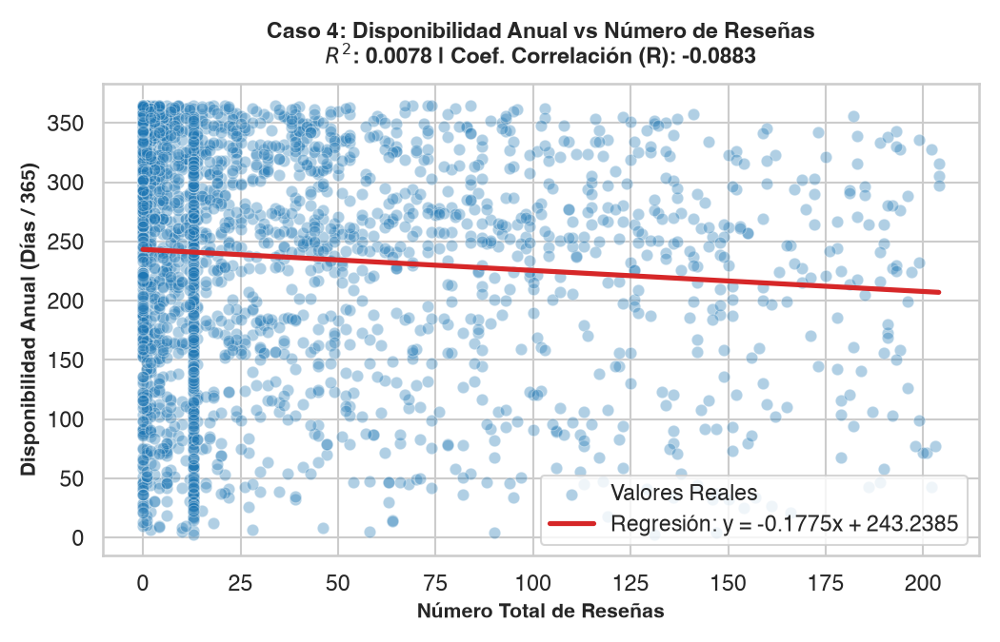 Caso 4: Disponibilidad Anual vs Número de Reseñas
R²: 0.0078 | Coef. Correlación (R): -0.0883
Disponibilidad Anual (Días / 365)
350
300
250
200
150
100
50
0
Valores Reales
Regresión: y = -0.1775x + 243.2385
0 25 50 75 100 125 150 175 200
Número Total de Reseñas